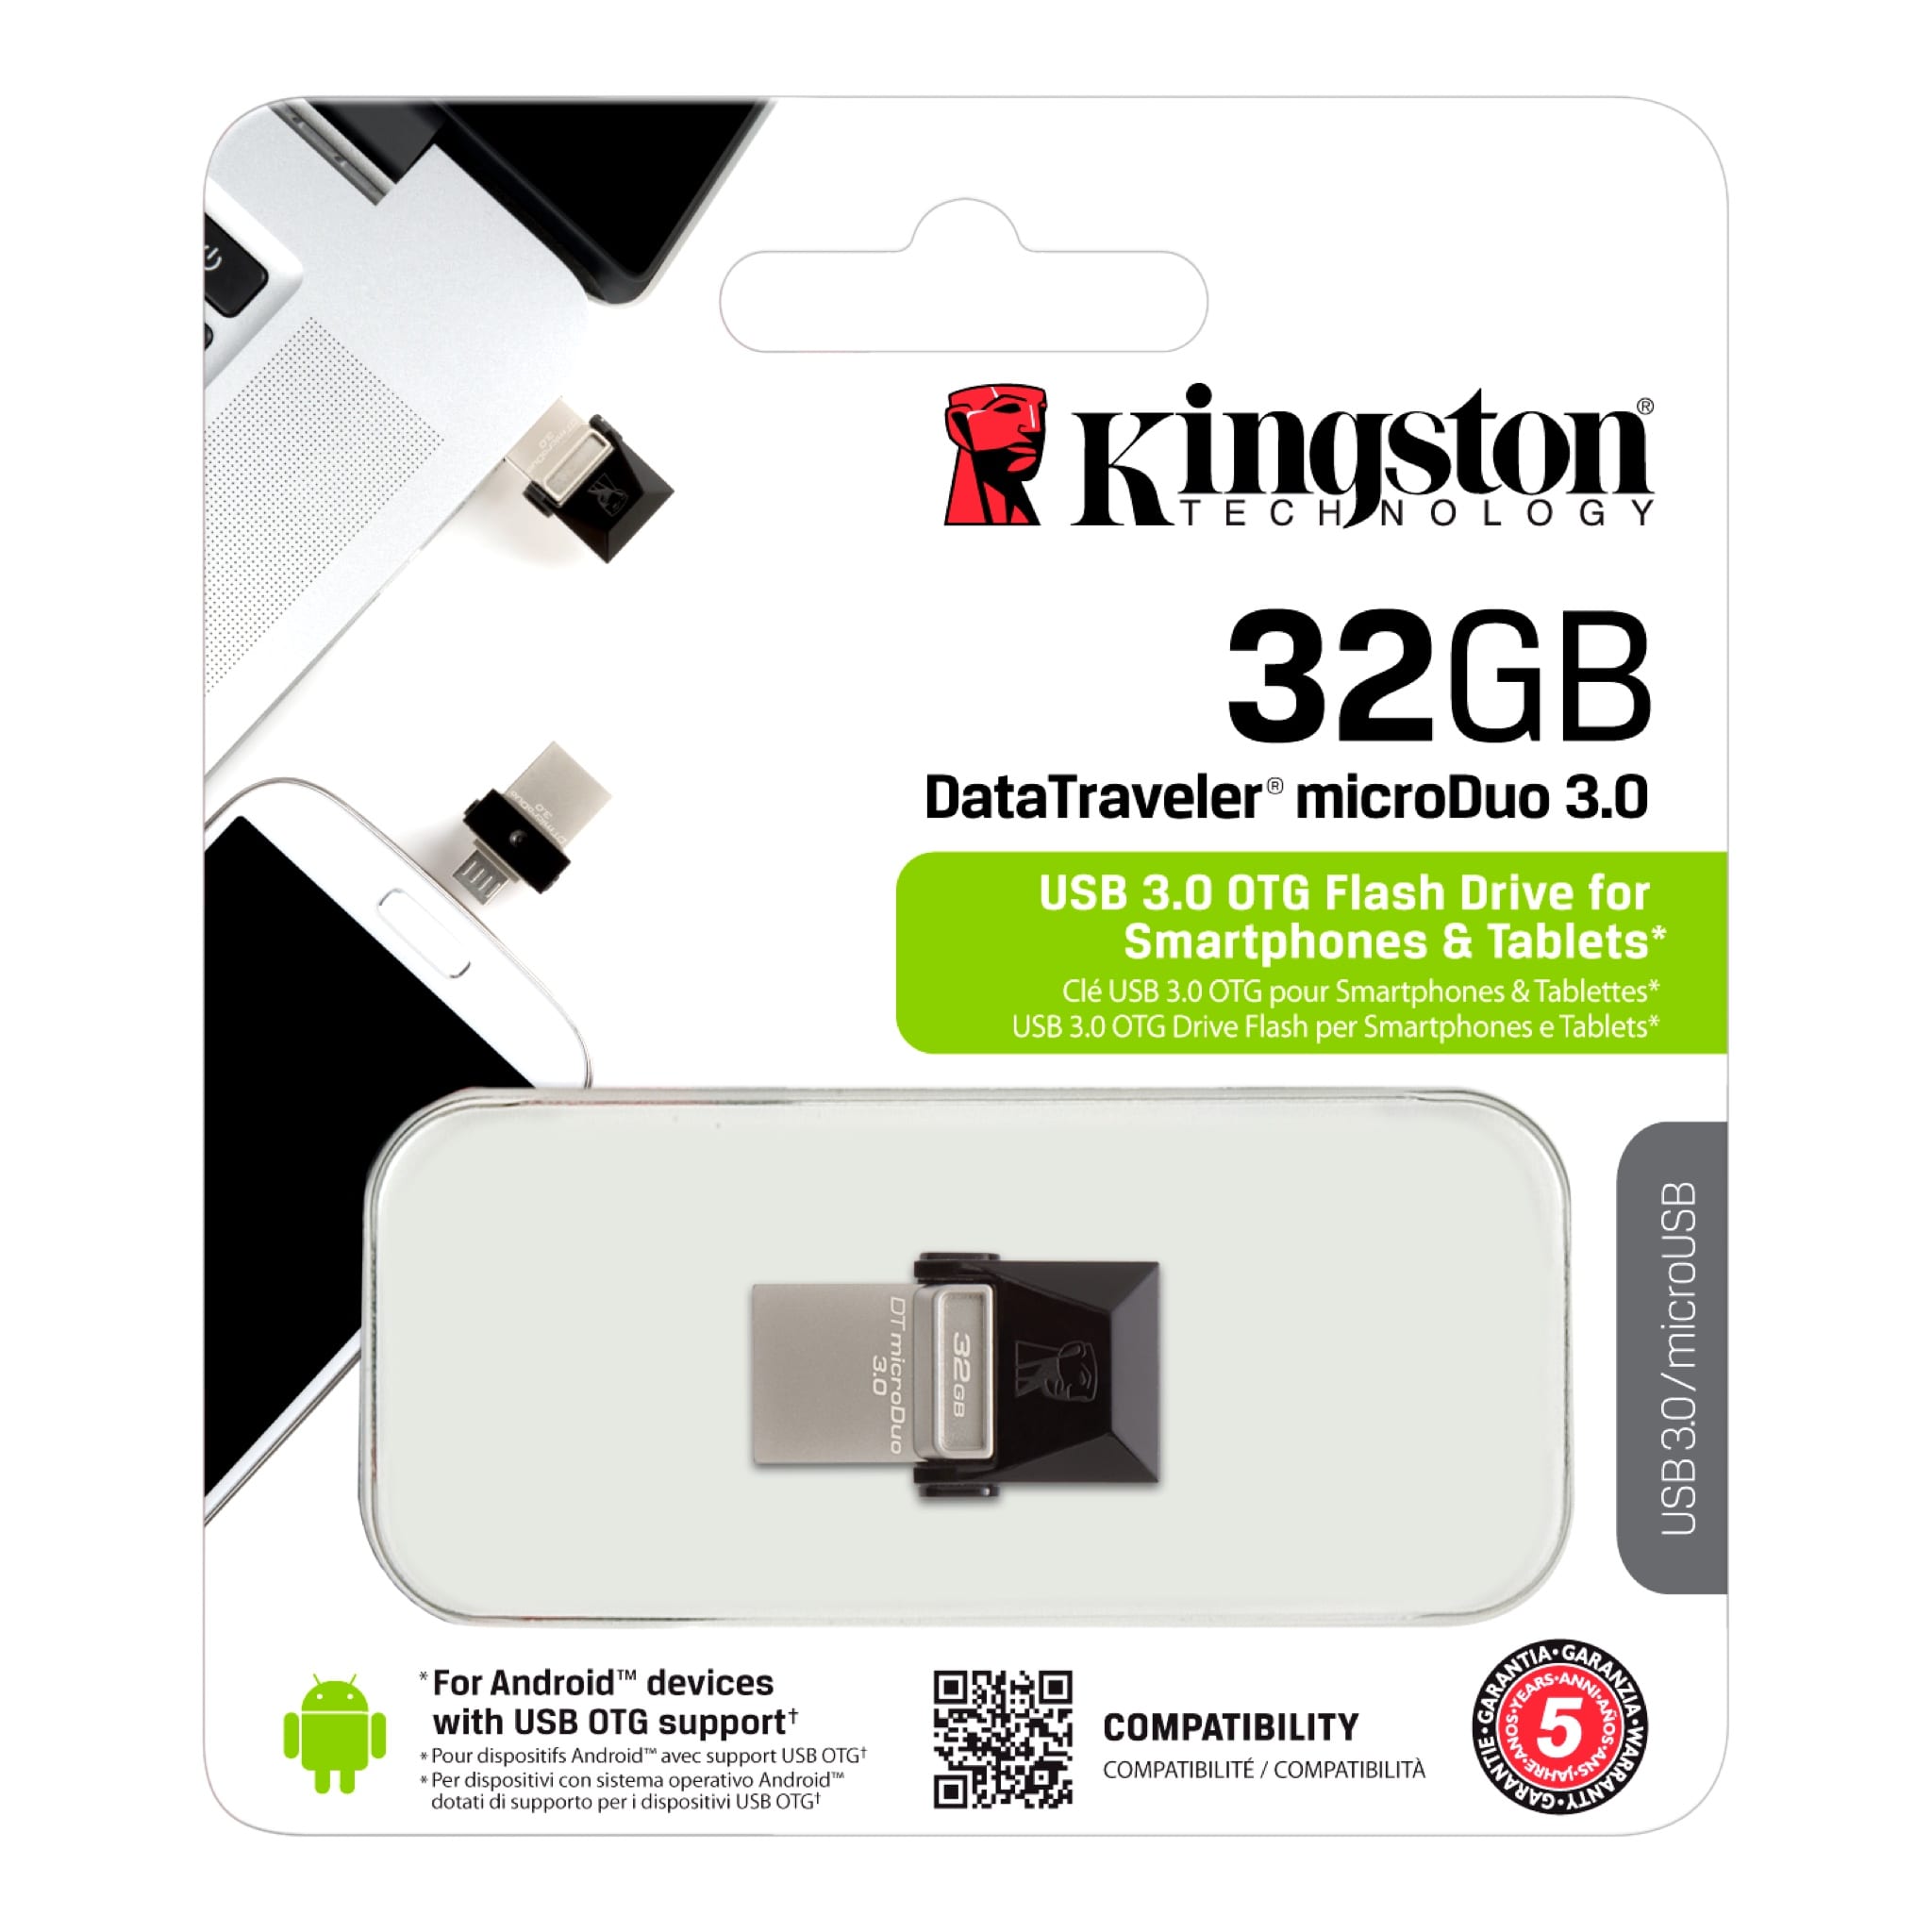 Kingston®
TECHNOLOGY
32GB
DataTraveler® microDuo 3.0
USB 3.0 OTG Flash Drive for
Smartphones & Tablets*
Clé USB 3.0 OTG pour Smartphones & Tablettes*
USB 3.0 OTG Drive Flash per Smartphones e Tablets*
DT microDuo
3.0
32GB
USB 3.0/microUSB
*For Android™ devices
with USB OTG support†
*Pour dispositifs Android™ avec support USB OTG†
*Per dispositivi con sistema operativo Android™
dotati di supporto per i dispositivi USB OTG†
COMPATIBILITY
COMPATIBILITÉ / COMPATIBILITÀ
GARANTIA•GARANZIA•WARRANTY•GARANTIE•
YEARS•ANNI•AÑOS•ANS•JAHRE•ANOS•
5